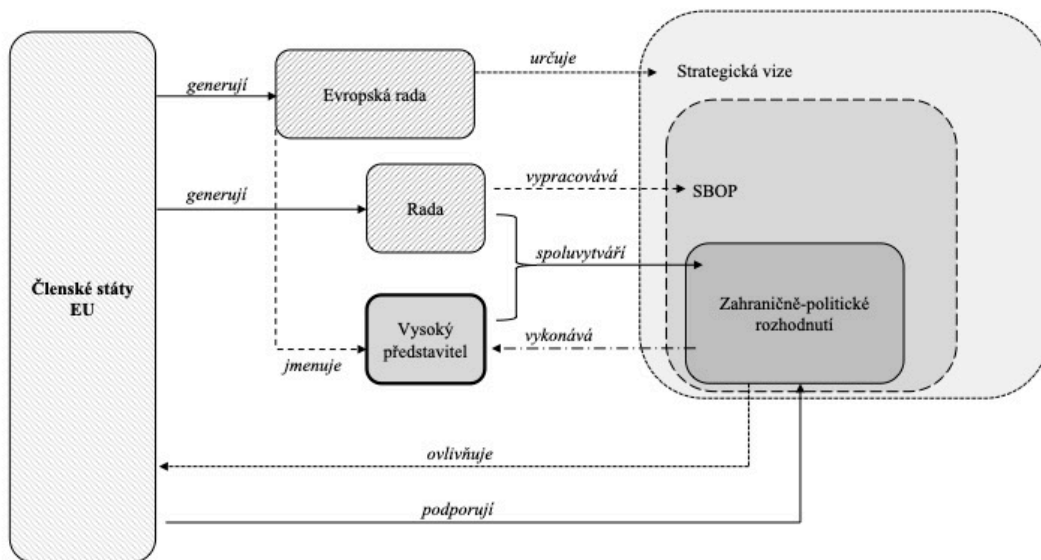 generují
Evropská rada
určuje
Strategická vize
generují
Rada
vypracovává
SBOP
spoluvytváří
Členské státy
EU
Vysoký
představitel
vykonává
Zahraničně-politické
rozhodnutí
jmenuje
ovlivňuje
podporují